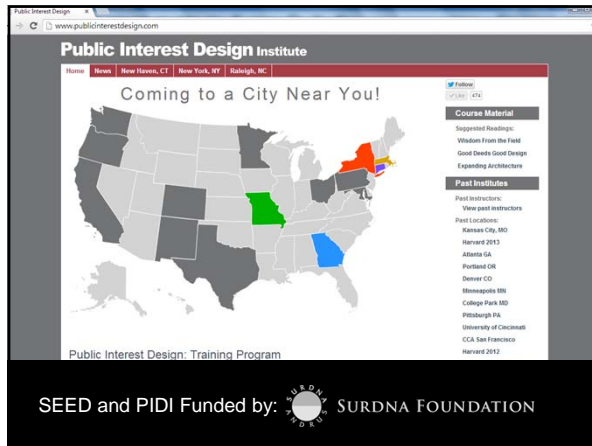 Public Interest Design
www.publicinterestdesign.com
Public Interest Design Institute
Home News New Haven, CT New York, NY Raleigh, NC
Coming to a City Near You!
Follow
Like 474
Course Material
Suggested Readings:
Wisdom From the Field
Good Deeds Good Design
Expanding Architecture
Past Institutes
Past Instructors:
View past instructors
Past Locations:
Kansas City, MO
Harvard 2013
Atlanta GA
Portland OR
Denver CO
Minneapolis MN
College Park MD
Pittsburgh PA
University of Cincinnati
CCA San Francisco
Harvard 2012
Public Interest Design: Training Program
SEED and PIDI Funded by:
SURDNA
ANDRUS
SURDNA FOUNDATION